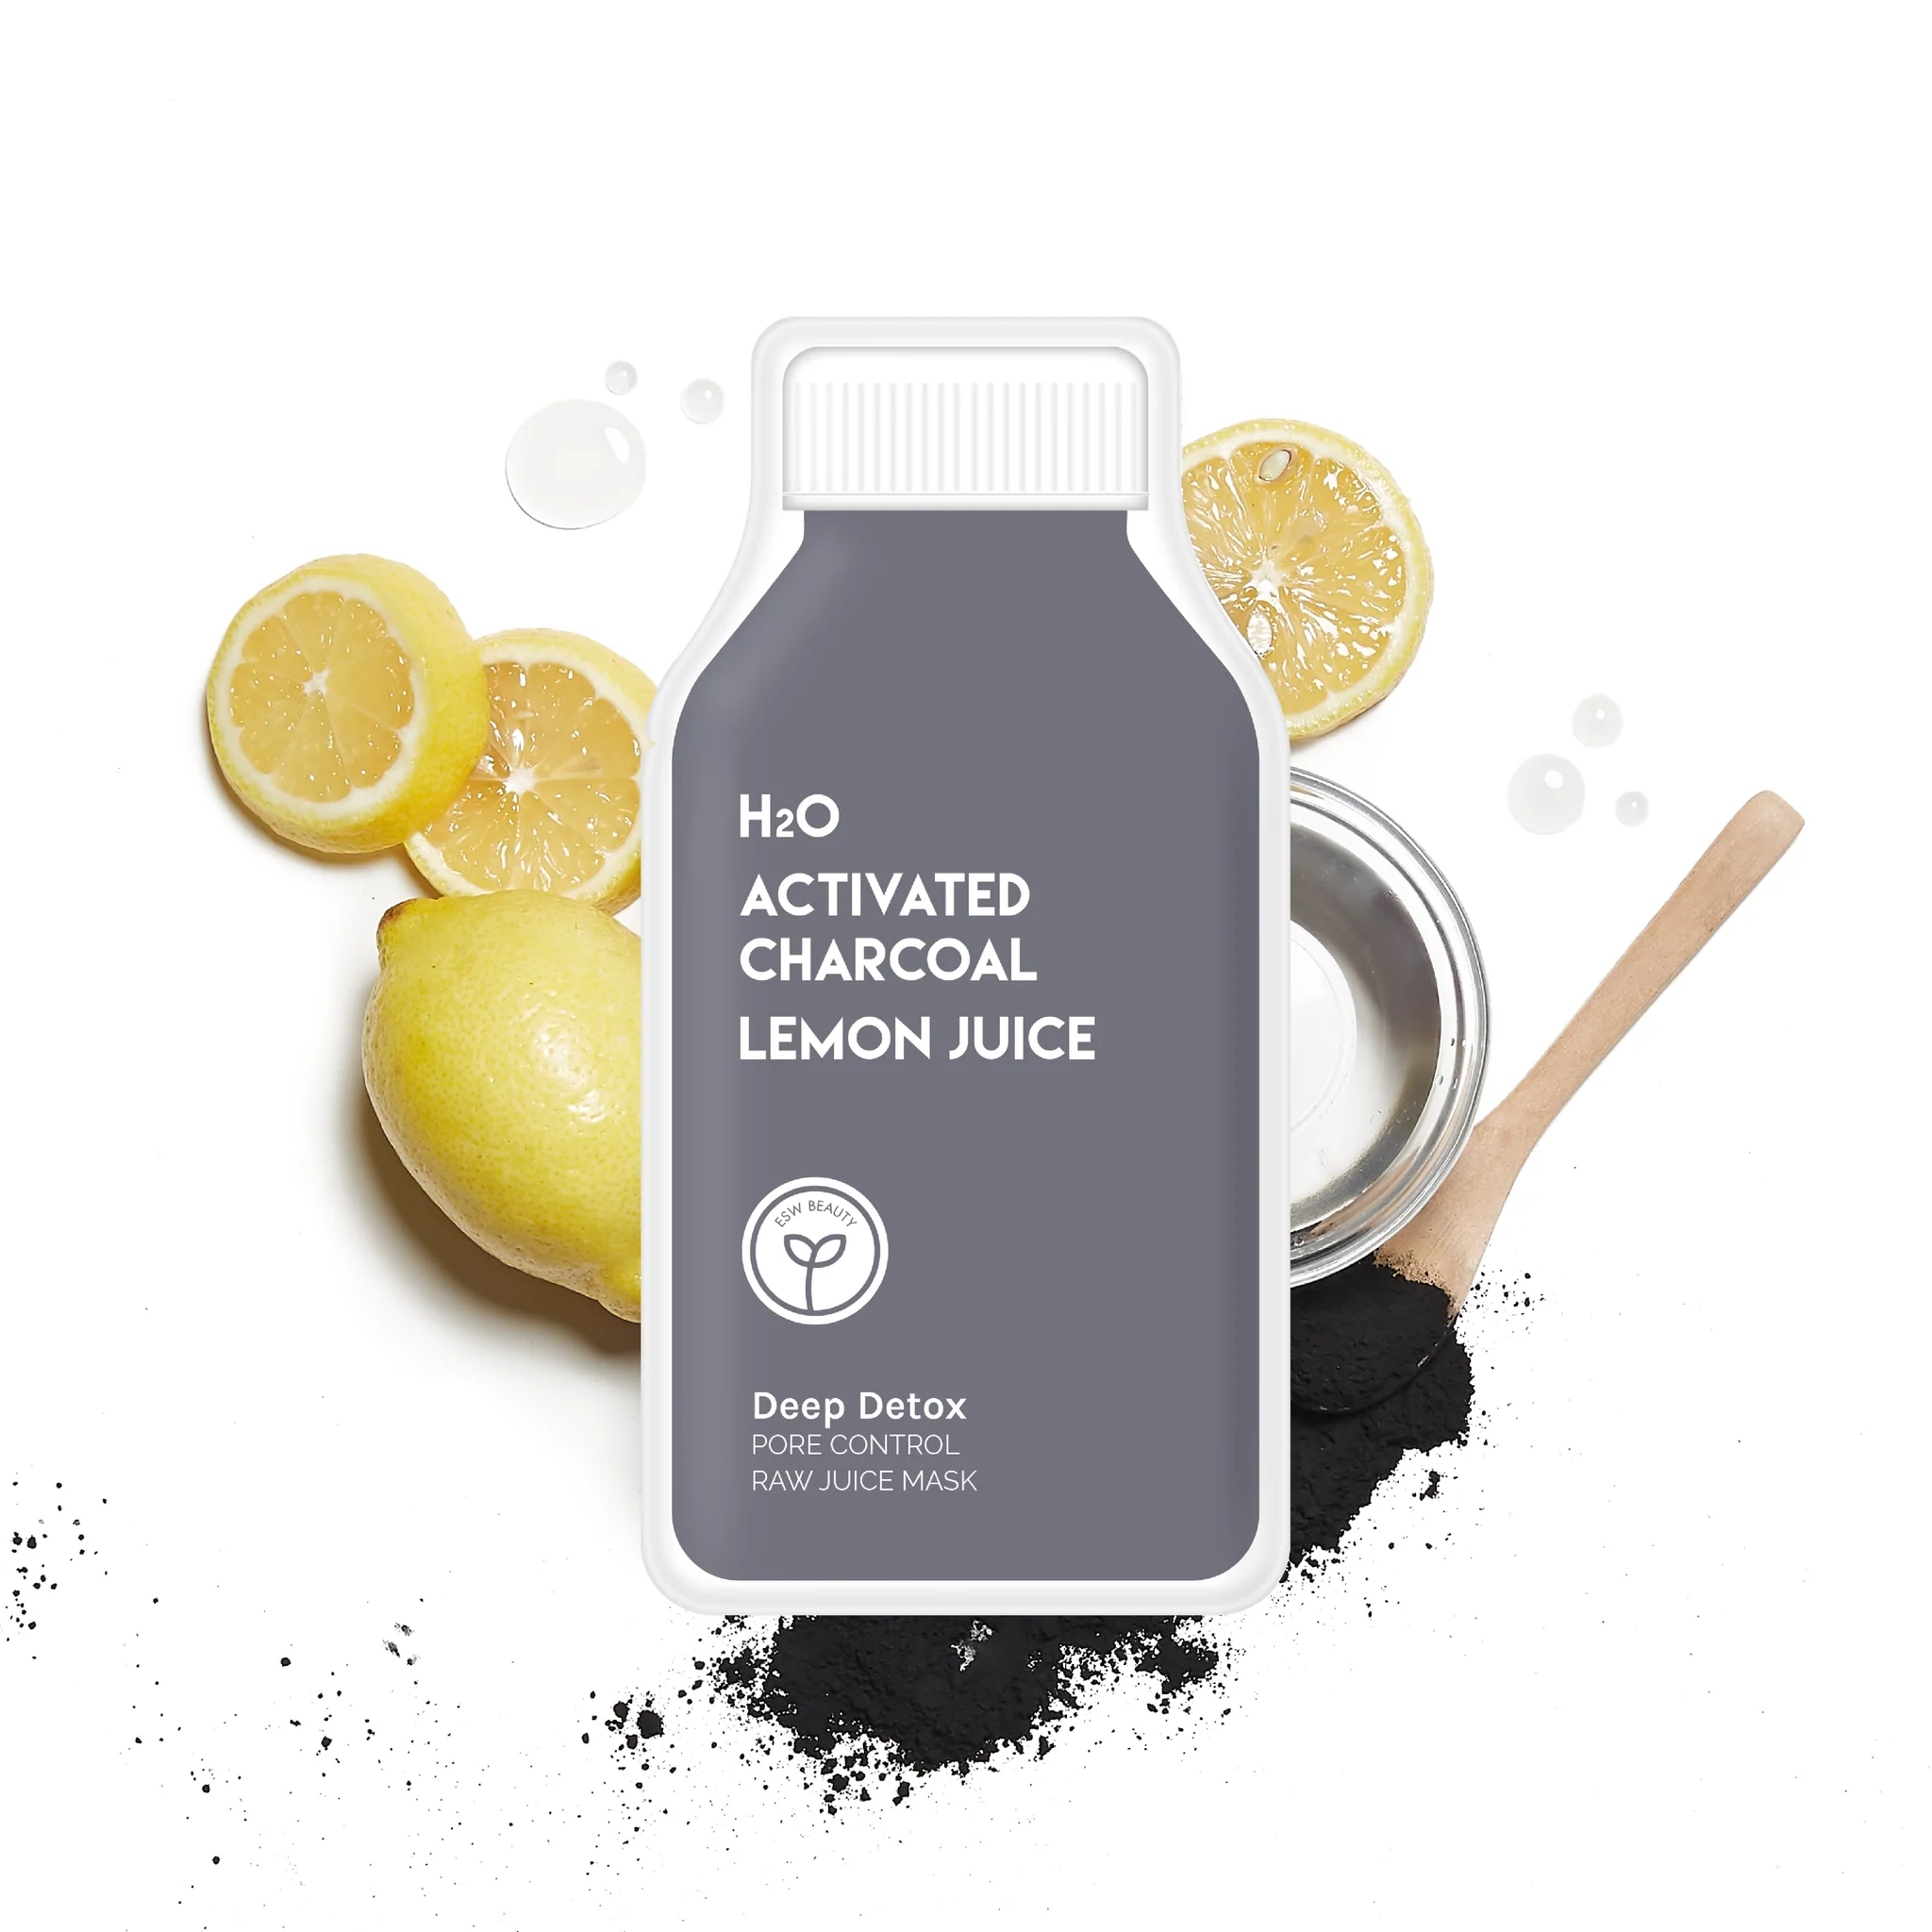 H2O
ACTIVATED
CHARCOAL
LEMON JUICE
ESW BEAUTY
Deep Detox
PORE CONTROL
RAW JUICE MASK